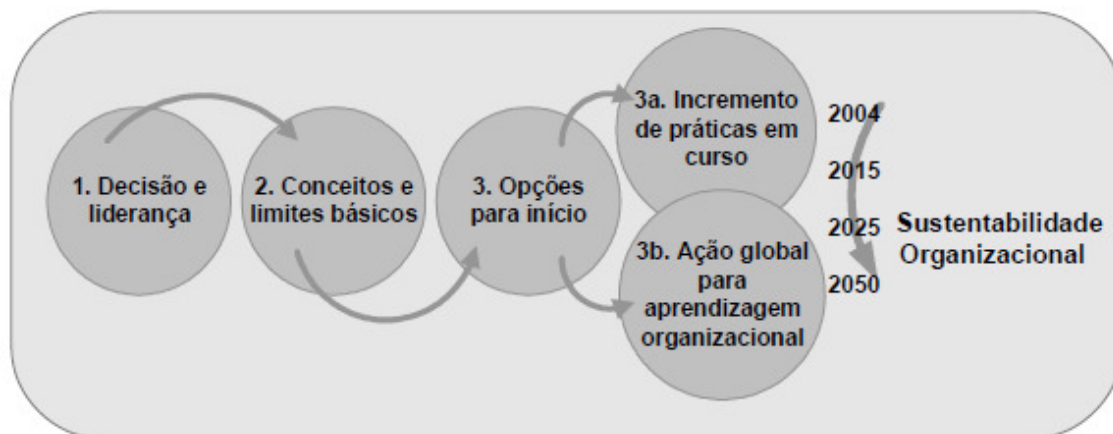 1. Decisão e
liderança
2. Conceitos e
limites básicos
3. Opções
para início
3a. Incremento
de práticas em
curso
3b. Ação global
para
aprendizagem
organizacional
2004
2015
2025
2050
Sustentabilidade
Organizacional